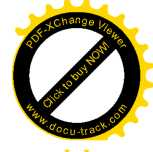 PDF-XChange Viewer
Click to buy NOW!
www.docu-track.com